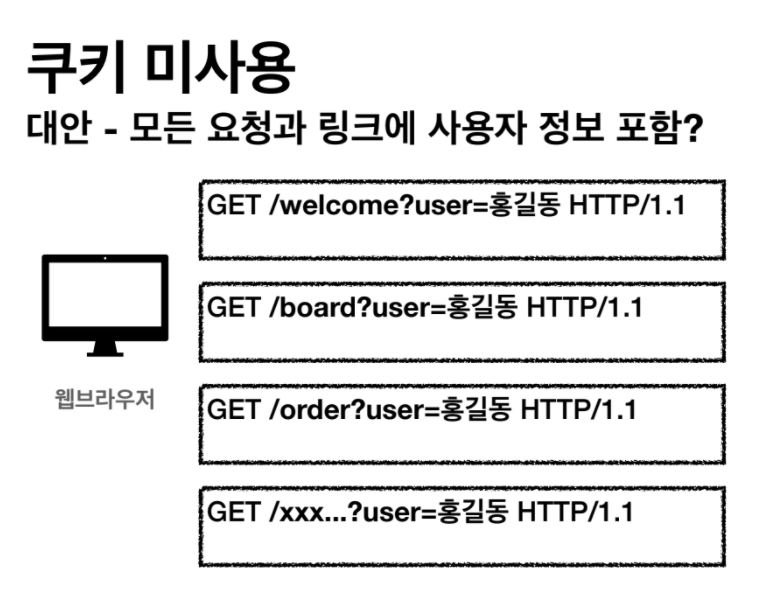 쿠키 미사용
대안 - 모든 요청과 링크에 사용자 정보 포함?
GET /welcome?user=홍길동 HTTP/1.1
GET /board?user=홍길동 HTTP/1.1
웹브라우저
GET /order?user=홍길동 HTTP/1.1
GET /xxx...?user=홍길동 HTTP/1.1